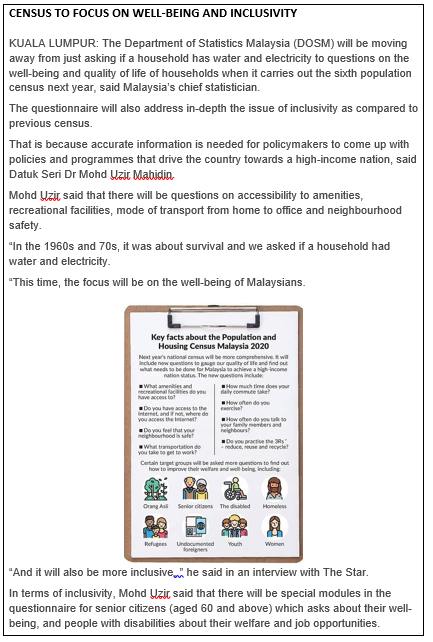 CENSUS TO FOCUS ON WELL-BEING AND INCLUSIVITY
KUALA LUMPUR: The Department of Statistics Malaysia (DOSM) will be moving
away from just asking if a household has water and electricity to questions on the
well-being and quality of life of households when it carries out the sixth population
census next year, said Malaysia's chief statistician.
The questionnaire will also address in-depth the issue of inclusivity as compared to
previous census.
That is because accurate information is needed for policymakers to come up with
policies and programmes that drive the country towards a high-income nation, said
Datuk Seri Dr Mohd Uzir Mahidin.
Mohd Uzir said that there will be questions on accessibility to amenities,
recreational facilities, mode of transport from home to office and neighbourhood
safety.
“In the 1960s and 70s, it was about survival and we asked if a household had
water and electricity.
“This time, the focus will be on the well-being of Malaysians.
Key facts about the Population and
Housing Census Malaysia 2020
Next year's national census will be more comprehensive. It will
include new questions to gauge our quality of life and find out
what needs to be done for Malaysia to achieve a high-income
nation status. The new questions include:
■ What amenities and
recreational facilities do you
have access to?
■ Do you have access to the
internet, and if not, where do
you access the Internet?
■ Do you feel that your
neighbourhood is safe?
■ What transportation do
you take to get to work?
■ How much time does your
daily commute take?
■ How often do you
exercise?
■ How often do you talk to
your family members and
neighbours?
■ Do you practise the 3Rs
- reduce, reuse and recycle?
Certain target groups will be asked more questions to find out
how to improve their welfare and well-being, including:
Orang Asli Senior citizens The disabled Homeless
Refugees Undocumented foreigners Youth Women
“And it will also be more inclusive,” he said in an interview with The Star.
In terms of inclusivity, Mohd Uzir said that there will be special modules in the
questionnaire for senior citizens (aged 60 and above) which asks about their well-
being, and people with disabilities about their welfare and job opportunities.